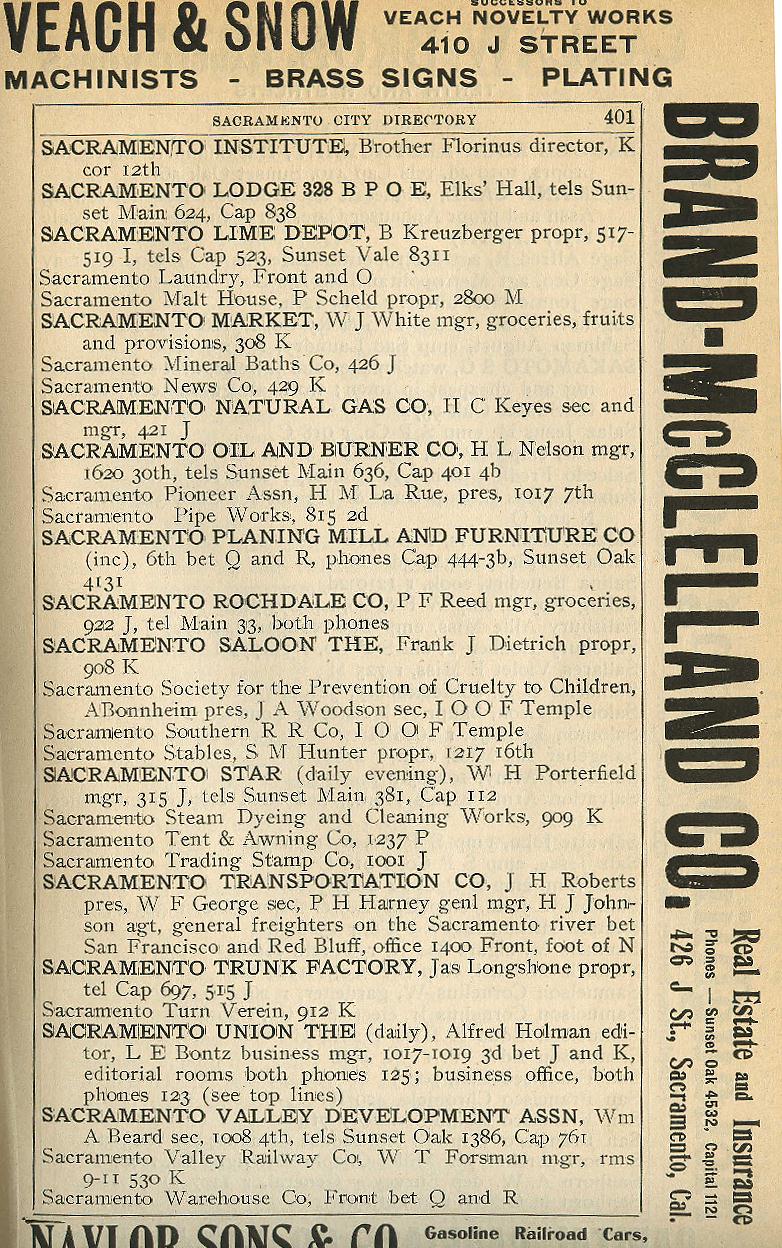 VEACH & SNOW
SUCCESSORS TO
VEACH NOVELTY WORKS
410 J STREET
MACHINISTS - BRASS SIGNS - PLATING
SACRAMENTO CITY DIRECTORY 401
SACRAMENTO INSTITUTE, Brother Florinus director, K
cor 12th
SACRAMENTO LODGE 328 B P O E, Elks' Hall, tels Sun-
set Main 624, Cap 838
SACRAMENTO LIME DEPOT, B Kreuzberger propr, 517-
519 I, tels Cap 523, Sunset Vale 8311
Sacramento Laundry, Front and O
Sacramento Malt House, P Scheld propr, 2800 M
SACRAMENTO MARKET, W J White mgr, groceries, fruits
and provisions, 308 K
Sacramento Mineral Baths Co, 426 J
Sacramento News Co, 429 K
SACRAMENTO NATURAL GAS CO, H C Keyes sec and
mgr, 421 J
SACRAMENTO OIL AND BURNER CO, H L Nelson mgr,
1620 30th, tels Sunset Main 636, Cap 401 4b
Sacramento Pioneer Assn, H M La Rue, pres, 1017 7th
Sacramento Pipe Works, 815 2d
SACRAMENTO PLANING MILL AND FURNITURE CO
(inc), 6th bet Q and R, phones Cap 444-3b, Sunset Oak
4131
SACRAMENTO ROCHDALE CO, P F Reed mgr, groceries,
922 J, tel Main 33, both phones
SACRAMENTO SALOON THE, Frank J Dietrich propr,
908 K
Sacramento Society for the Prevention of Cruelty to Children,
ABonnheim pres, J A Woodson sec, I O O F Temple
Sacramento Southern R R Co, I O O F Temple
Sacramento Stables, S M Hunter propr, 1217 16th
SACRAMENTO STAR (daily evening), W H Porterfield
mgr, 315 J, tels Sunset Main 381, Cap 112
Sacramento Steam Dyeing and Cleaning Works, 909 K
Sacramento Tent & Awning Co, 1237 P
Sacramento Trading Stamp Co, 1001 J
SACRAMENTO TRANSPORTATION CO, J H Roberts
pres, W F George sec, P H Harney genl mgr, H J John-
son agt, general freighters on the Sacramento river bet
San Francisco and Red Bluff, office 1400 Front, foot of N
SACRAMENTO TRUNK FACTORY, Jas Longshone propr,
tel Cap 697, 515 J
Sacramento Turn Verein, 912 K
SACRAMENTO UNION THE (daily), Alfred Holman edi-
tor, L E Bontz business mgr, 1017-1019 3d bet J and K,
editorial rooms both phones 125; business office, both
phones 123 (see top lines)
SACRAMENTO VALLEY DEVELOPMENT ASSN, Wm
A Beard sec, 1008 4th, tels Sunset Oak 1386, Cap 761
Sacramento Valley Railway Co, W T Forsman mgr, rms
9-11 530 K
Sacramento Warehouse Co, Front bet Q and R
BRAND-McCLELLAND CO.
Real Estate and Insurance
Phones — Sunset Oak 4532, Capital 1121
426 J St., Sacramento, Cal.
NAYLOR SONS & CO
Gasoline Railroad Cars,